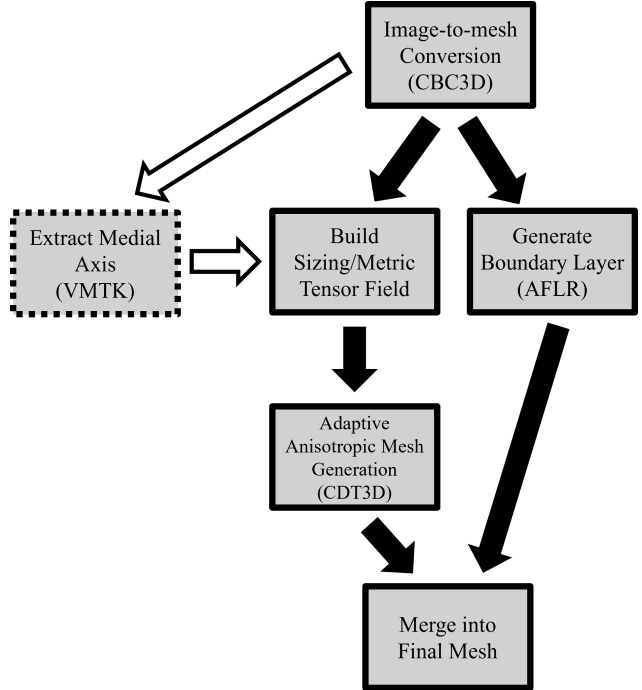 Image-to-mesh
Conversion
(CBC3D)
Extract Medial
Axis
(VMTK)
Build
Sizing/Metric
Tensor Field
Generate
Boundary Layer
(AFLR)
Adaptive
Anisotropic Mesh
Generation
(CDT3D)
Merge into
Final Mesh